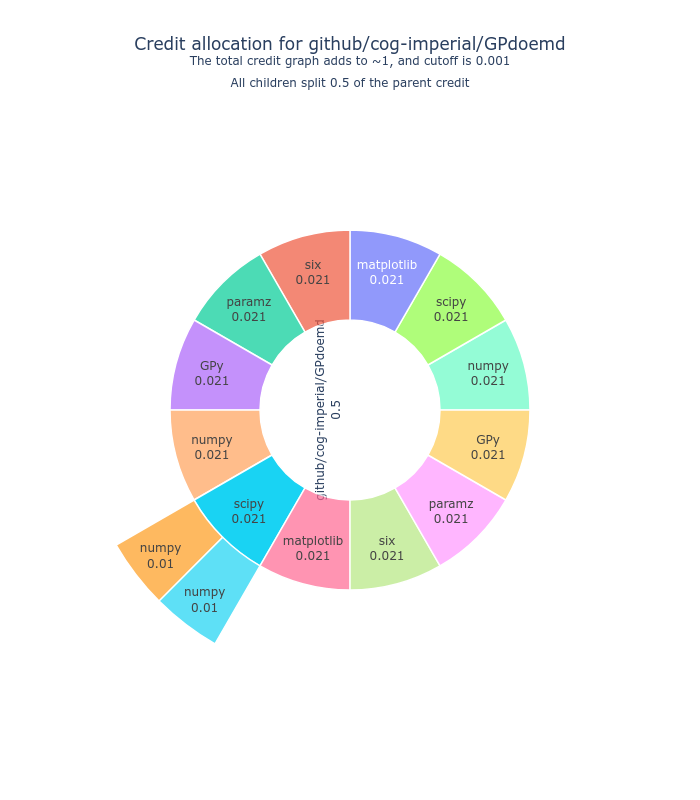 Credit allocation for github/cog-imperial/GPdoemd
The total credit graph adds to ~1, and cutoff is 0.001
All children split 0.5 of the parent credit
six
0.021
matplotlib
0.021
paramz
0.021
scipy
0.021
GPy
0.021
numpy
0.021
github/cog-imperial/GPdoemd
0.5
numpy
0.021
GPy
0.021
scipy
0.021
paramz
0.021
matplotlib
0.021
six
0.021
numpy
0.01
numpy
0.01